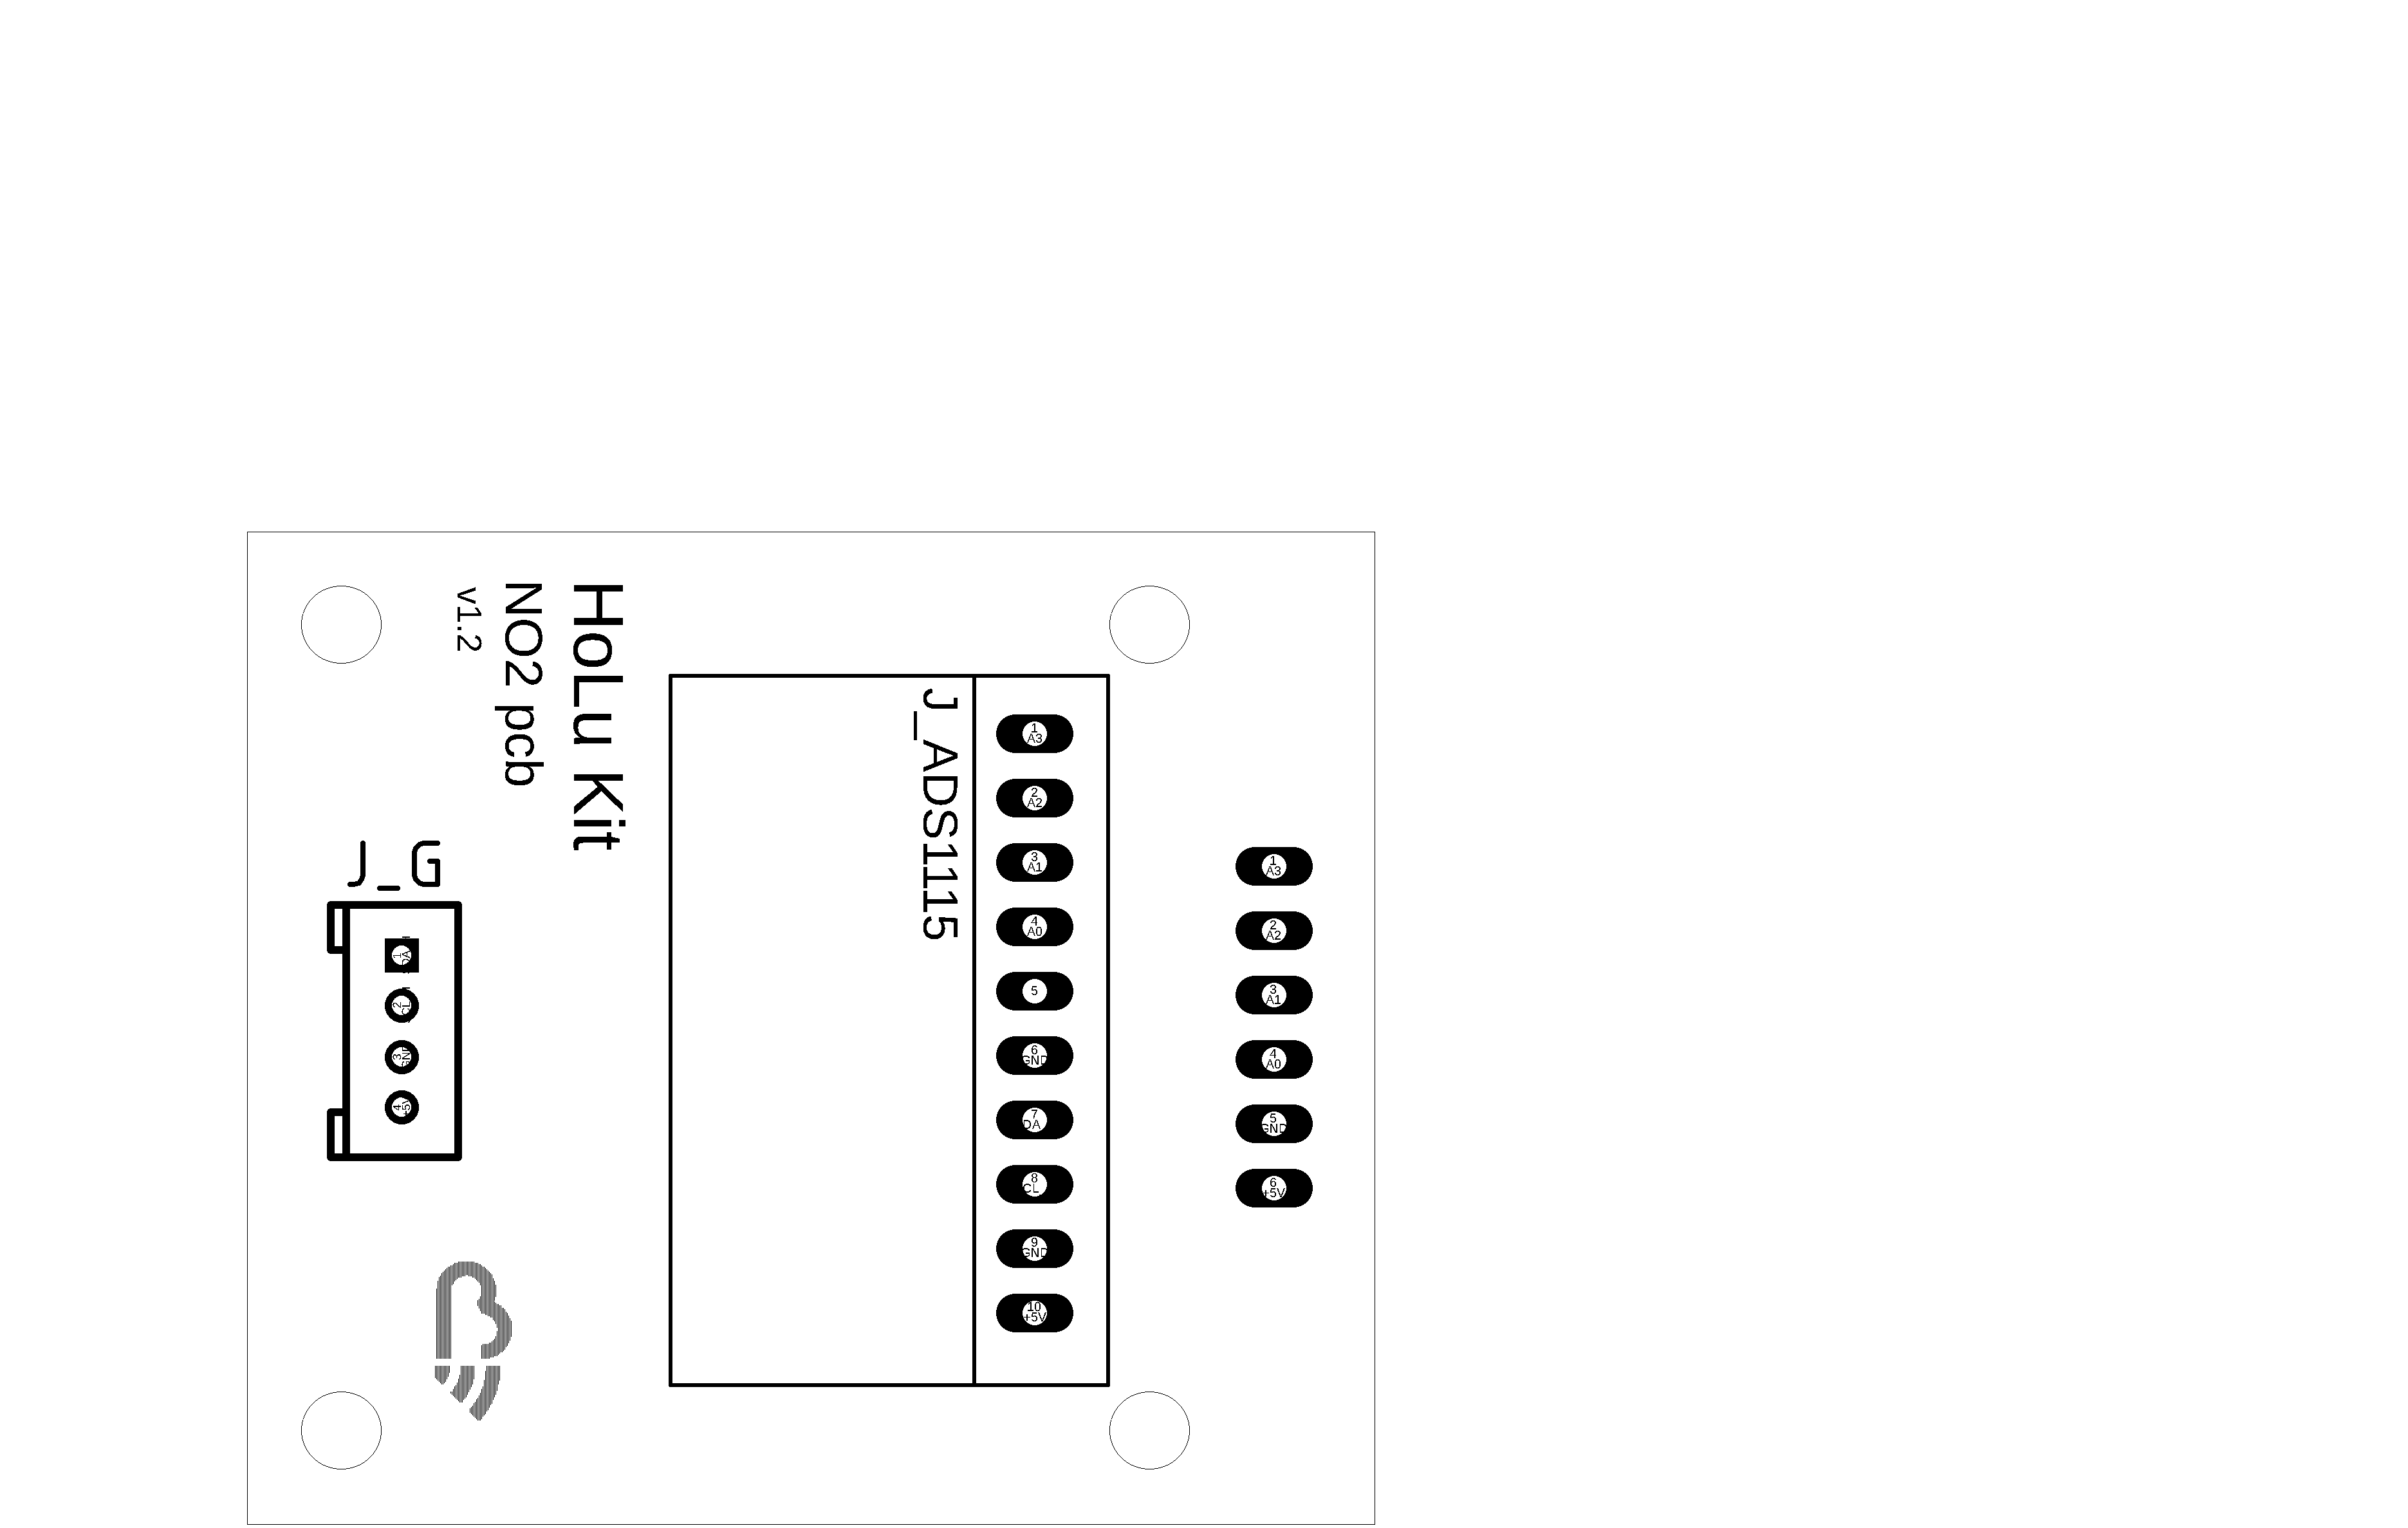 HoLu Kit
NO2 pcb
v1.2
J_ADS1115
1
A3
2
A2
3
A1
4
A0
5
6
GND
7
DA
8
CL
9
GND
10
+5V
1
A3
2
A2
3
A1
4
A0
5
GND
6
+5V
J_G
1
2
3
GND
4
+5V